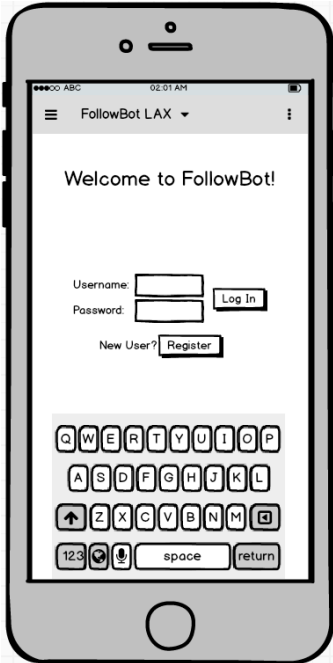 ABC 02:01 AM
FollowBot LAX
Welcome to FollowBot!
Username:
Log In
Password:
New User? Register
Q W E R T Y U I O P
A S D F G H J K L
Z X C V B N M
123 space return